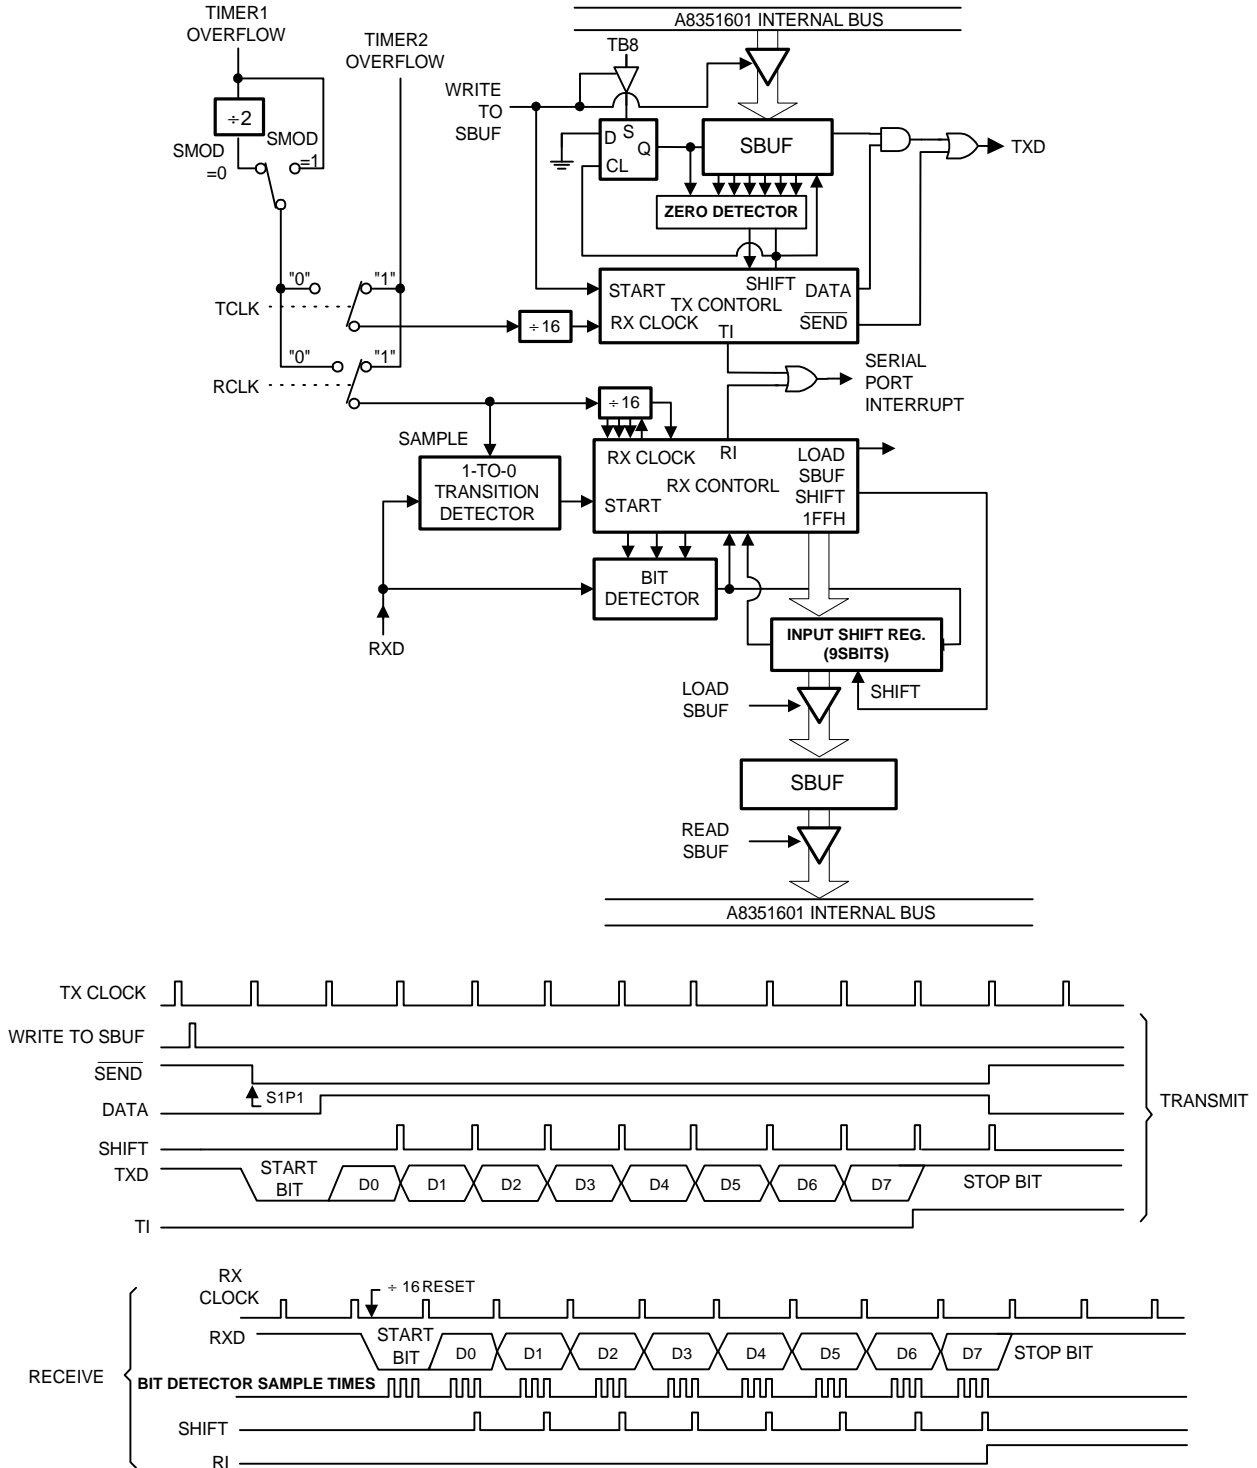 TIMER1
OVERFLOW
TIMER2
OVERFLOW
A8351601 INTERNAL BUS
TB8
WRITE
TO
SBUF
÷2
SMOD
=0
SMOD
=1
D S
Q
CL
SBUF
TXD
ZERO DETECTOR
"0"
"1"
TCLK
÷16
START
SHIFT
DATA
TX CONTORL
RX CLOCK
SEND
TI
"0"
"1"
RCLK
SERIAL
PORT
INTERRUPT
÷16
SAMPLE
1-TO-0
TRANSITION
DETECTOR
RX CLOCK
RI
LOAD
SBUF
RX CONTORL
SHIFT
START
1FFH
BIT
DETECTOR
RXD
INPUT SHIFT REG.
(9SBITS)
LOAD
SBUF
SHIFT
SBUF
READ
SBUF
A8351601 INTERNAL BUS
TX CLOCK
WRITE TO SBUF
SEND
S1P1
DATA
TRANSMIT
SHIFT
TXD
START
BIT
D0 D1 D2 D3 D4 D5 D6 D7 STOP BIT
TI
RX
CLOCK
÷ 16 RESET
RXD
START
BIT
D0 D1 D2 D3 D4 D5 D6 D7 STOP BIT
RECEIVE
BIT DETECTOR SAMPLE TIMES
SHIFT
RI